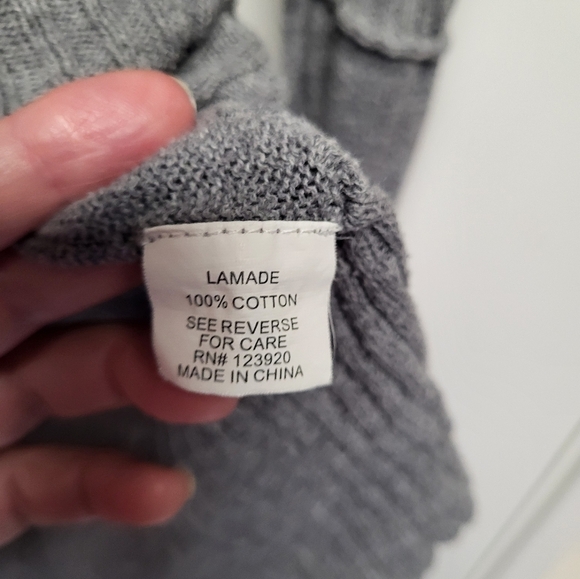 LAMADE
100% COTTON
SEE REVERSE
FOR CARE
RN# 123920
MADE IN CHINA